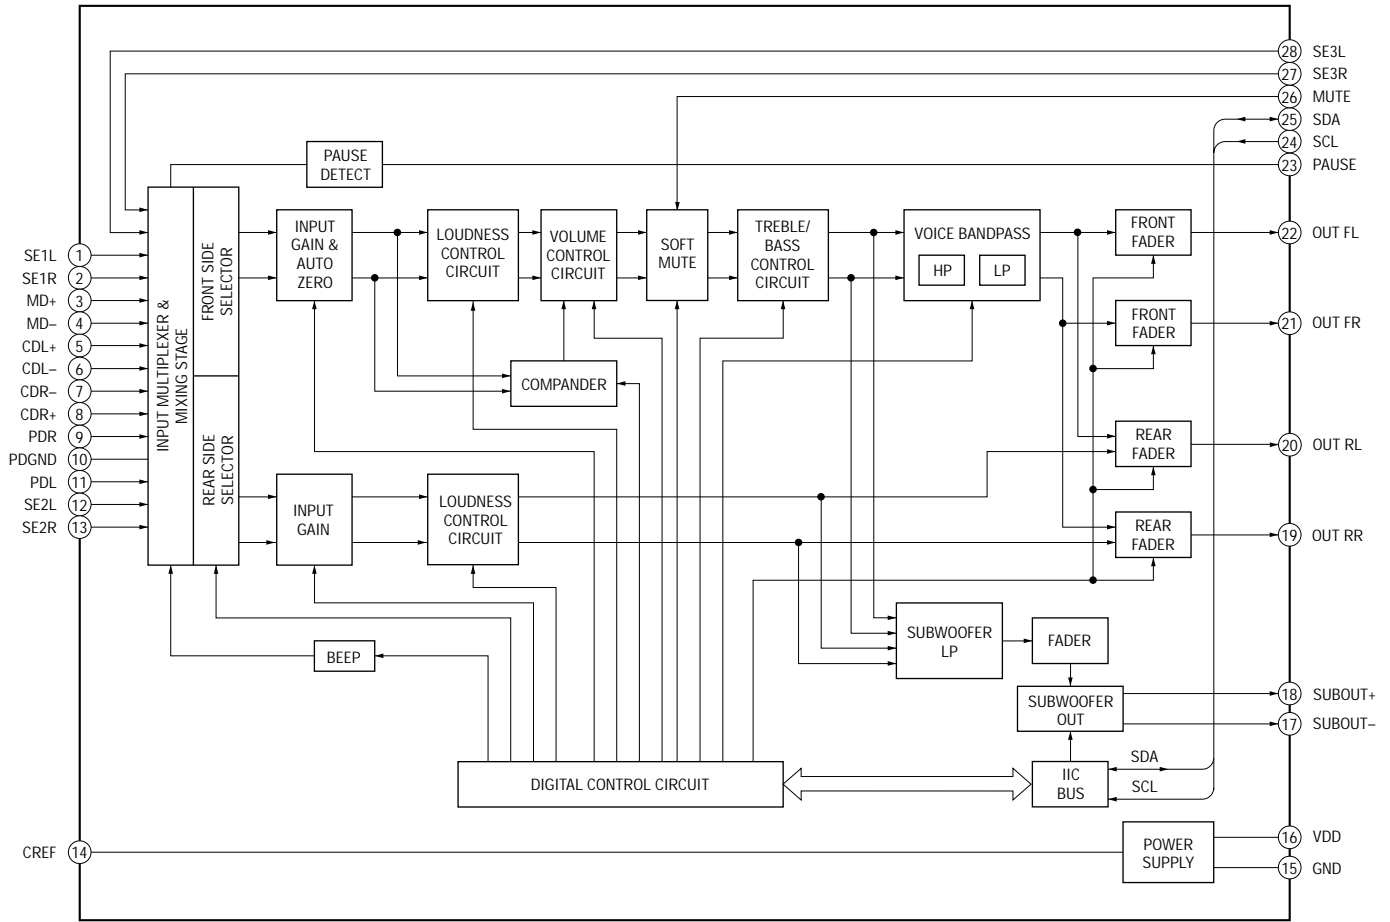 28 SE3L
27 SE3R
26 MUTE
25 SDA
24 SCL
23 PAUSE
PAUSE
DETECT
INPUT MULTIPLEXER &
MIXING STAGE
FRONT SIDE
SELECTOR
REAR SIDE
SELECTOR
INPUT
GAIN &
AUTO
ZERO
LOUDNESS
CONTROL
CIRCUIT
VOLUME
CONTROL
CIRCUIT
SOFT
MUTE
TREBLE/
BASS
CONTROL
CIRCUIT
VOICE BANDPASS
HP
LP
FRONT
FADER
22 OUT FL
FRONT
FADER
21 OUT FR
SE1L 1
SE1R 2
MD+ 3
MD– 4
CDL+ 5
CDL– 6
CDR– 7
CDR+ 8
PDR 9
PDGND 10
PDL 11
SE2L 12
SE2R 13
COMPANDER
REAR
FADER
20 OUT RL
INPUT
GAIN
LOUDNESS
CONTROL
CIRCUIT
REAR
FADER
19 OUT RR
BEEP
SUBWOOFER
LP
FADER
SUBWOOFER
OUT
18 SUBOUT+
17 SUBOUT–
DIGITAL CONTROL CIRCUIT
IIC
BUS
SDA
SCL
CREF 14
POWER
SUPPLY
16 VDD
15 GND